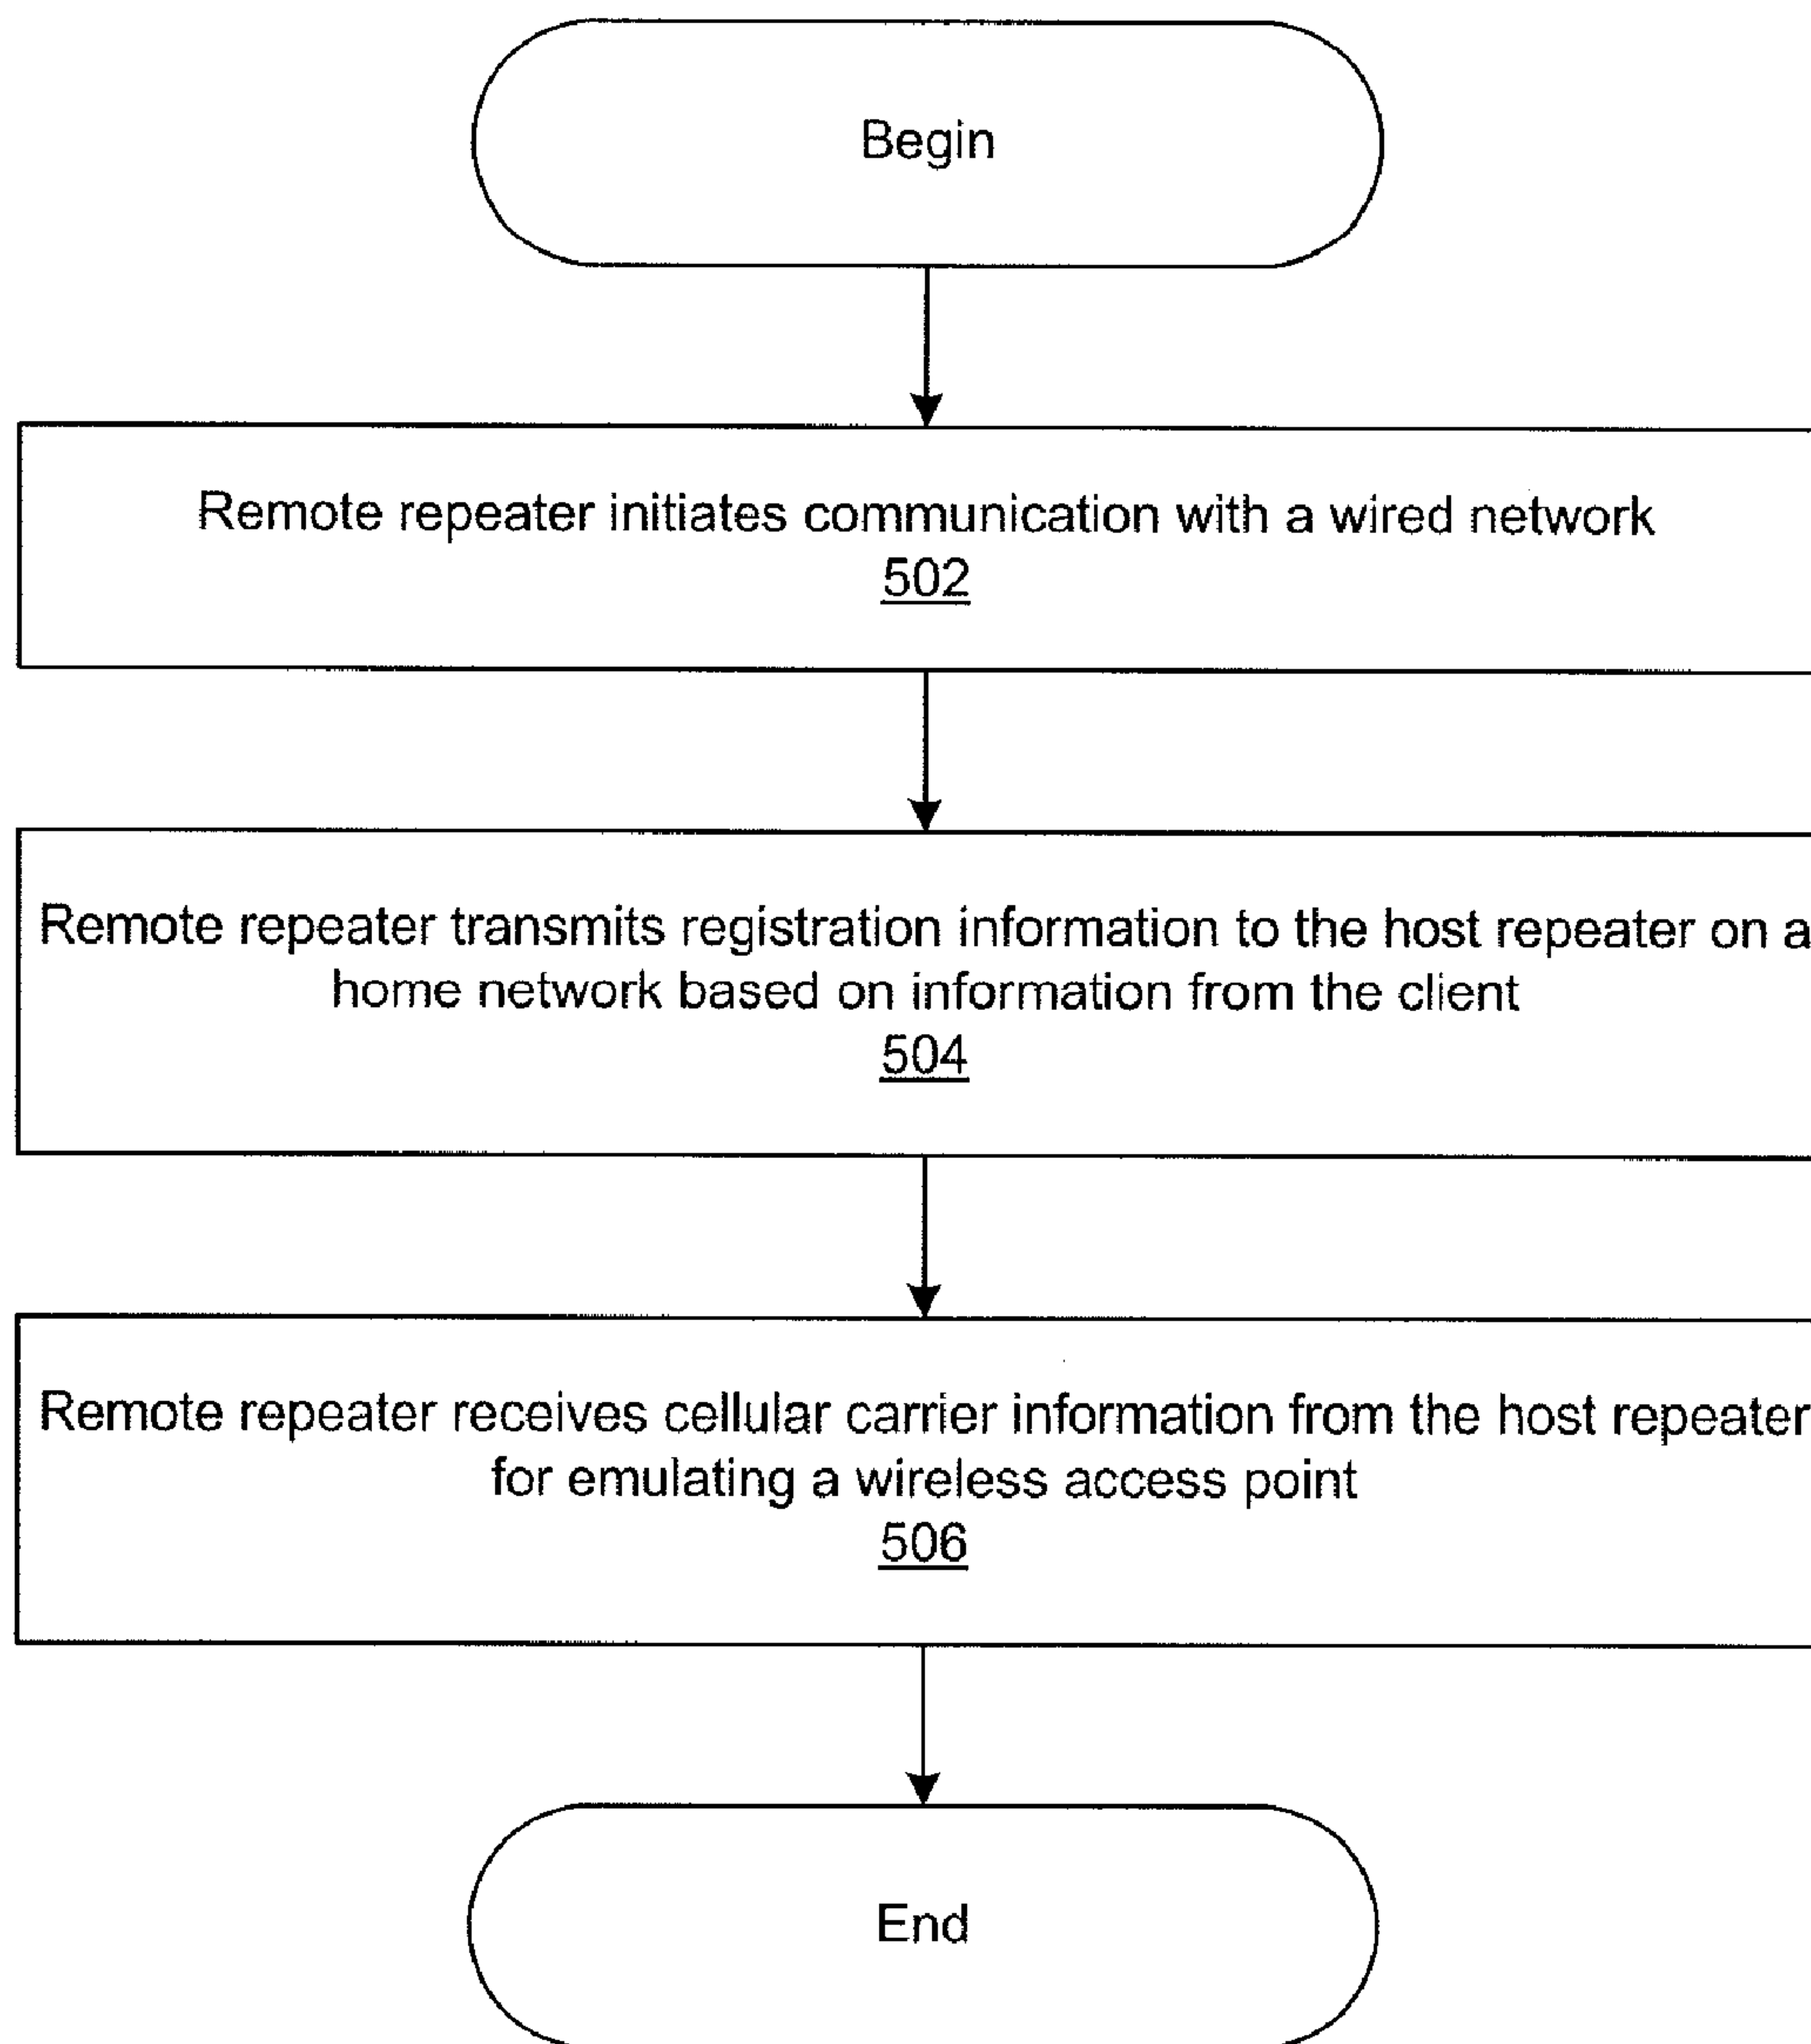 Begin
Remote repeater initiates communication with a wired network
502
Remote repeater transmits registration information to the host repeater on a
home network based on information from the client
504
Remote repeater receives cellular carrier information from the host repeater
for emulating a wireless access point
506
End